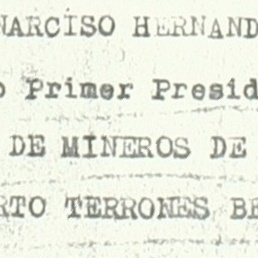 NARCISO HERNAND
o Primer Presid
DE MINEROS DE
RTO TERRONES BE